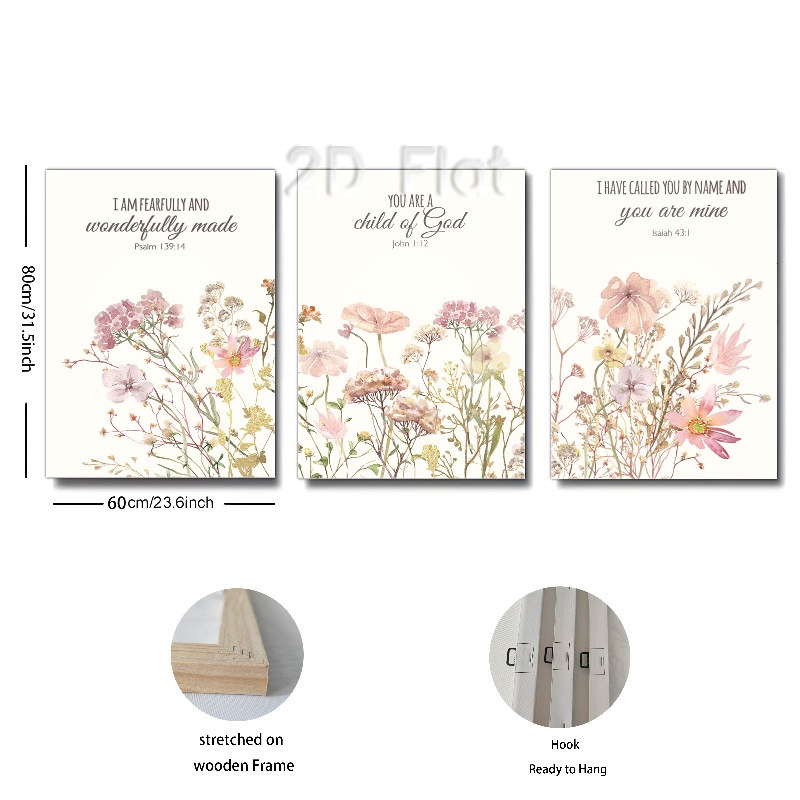 2D Flat
I AM FEARFULLY AND
wonderfully made
Psalm 139:14
YOU ARE A
child of God
John 1:12
I HAVE CALLED YOU BY NAME AND
you are mine
Isaiah 43:1
80cm/31.5inch
60cm/23.6inch
stretched on
wooden Frame
Hook
Ready to Hang